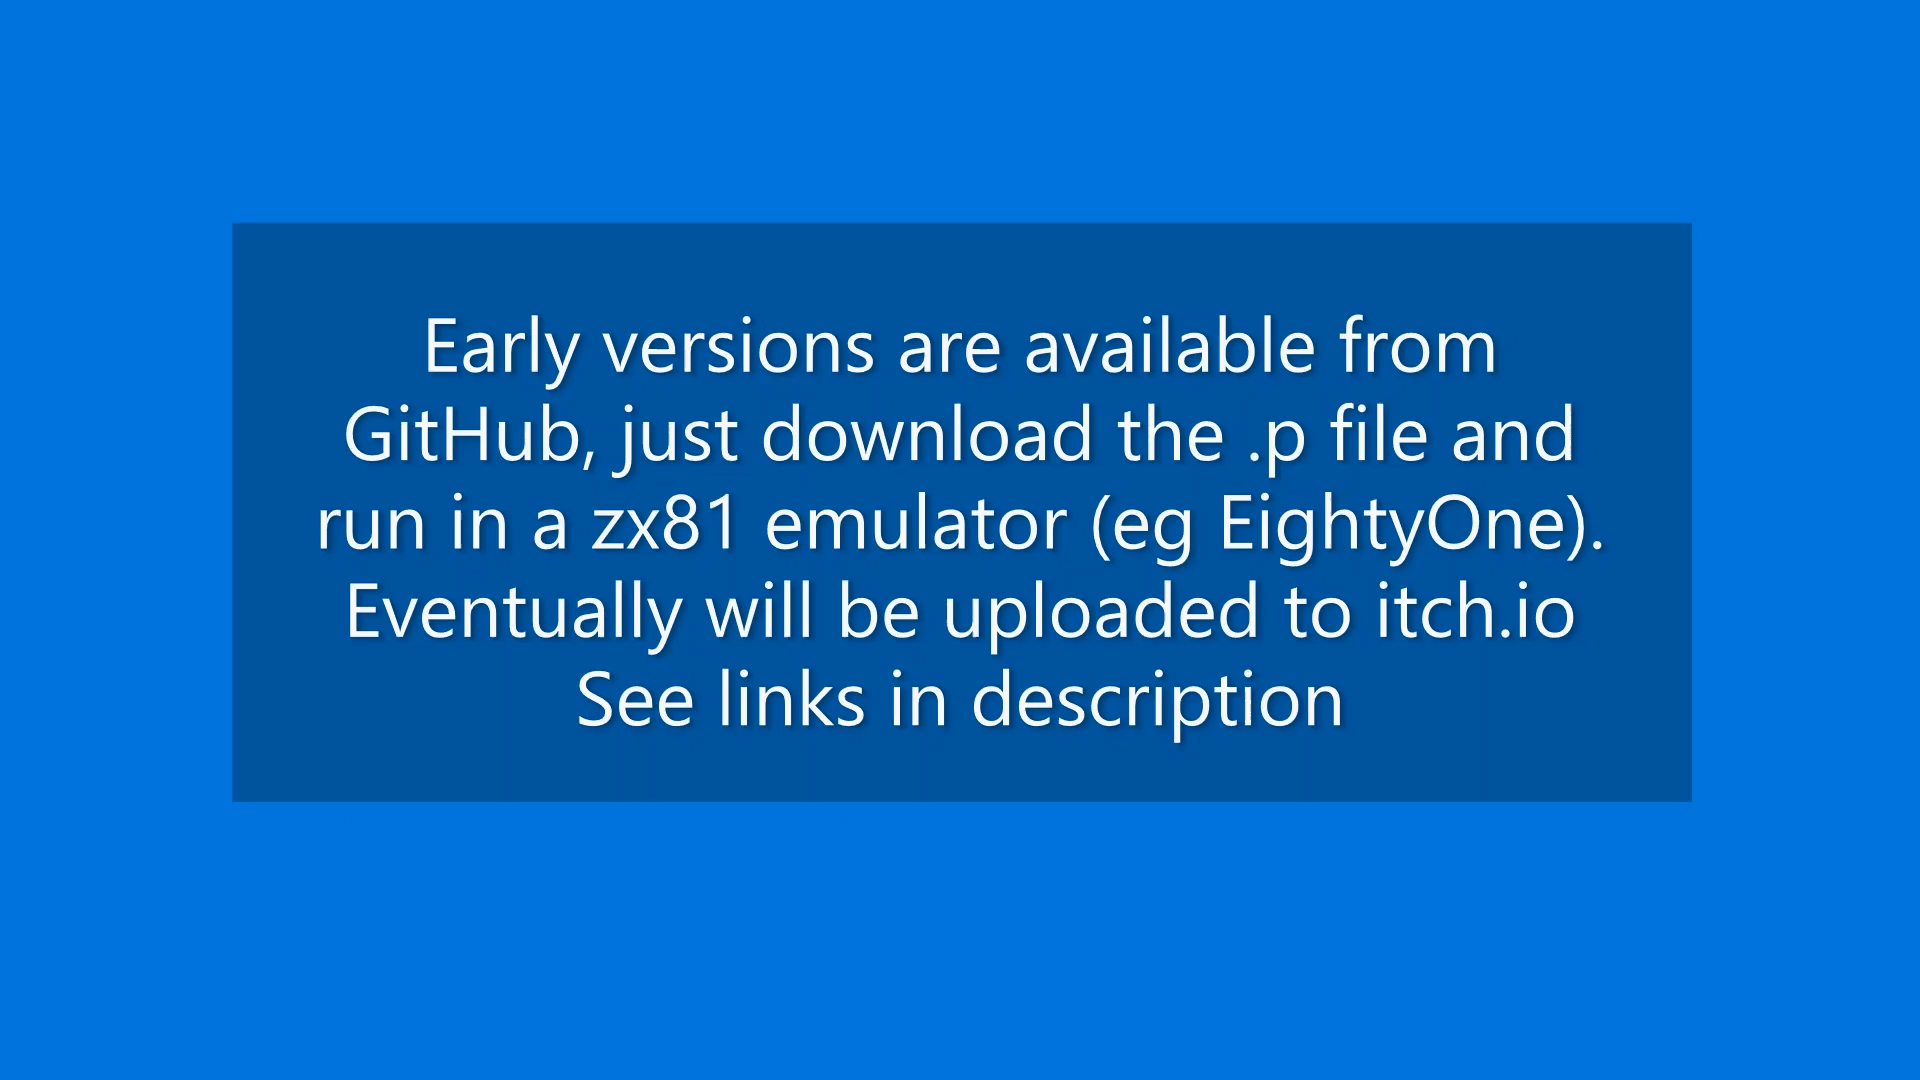 Early versions are available from
GitHub, just download the .p file and
run in a zx81 emulator (eg EightyOne).
Eventually will be uploaded to itch.io
See links in description